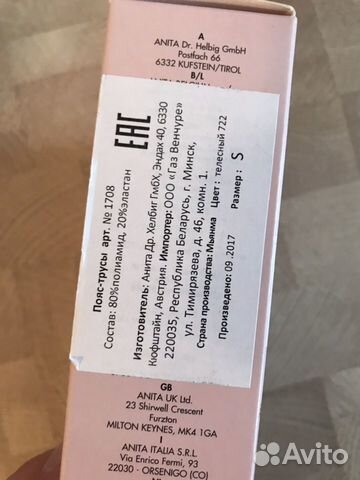 A
ANITA Dr. Helbig GmbH
Postfach 66
6332 KUFSTEIN/TIROL
B/L
EAC
Пояс-трусы арт. № 1708
Состав: 80%полиамид, 20%эластан
Изготовитель: Анита Др. Хелбиг ГмбХ, Эндах 40, 6330
Кюфштайн, Австрия. Импортер: ООО «Газ Венчуре»
220035, Республика Беларусь, г. Минск,
ул. Тимирязева, д. 46, комн. 1.
Страна производства: Мьянма Цвет: телесный 722
Произведено: 09.2017 Размер: S
GB
ANITA UK Ltd.
23 Shirwell Crescent
Furzton
MILTON KEYNES, MK4 1GA
I
ANITA ITALIA S.R.L.
Via Enrico Fermi, 93
22030 - ORSENIGO (CO)
Avito